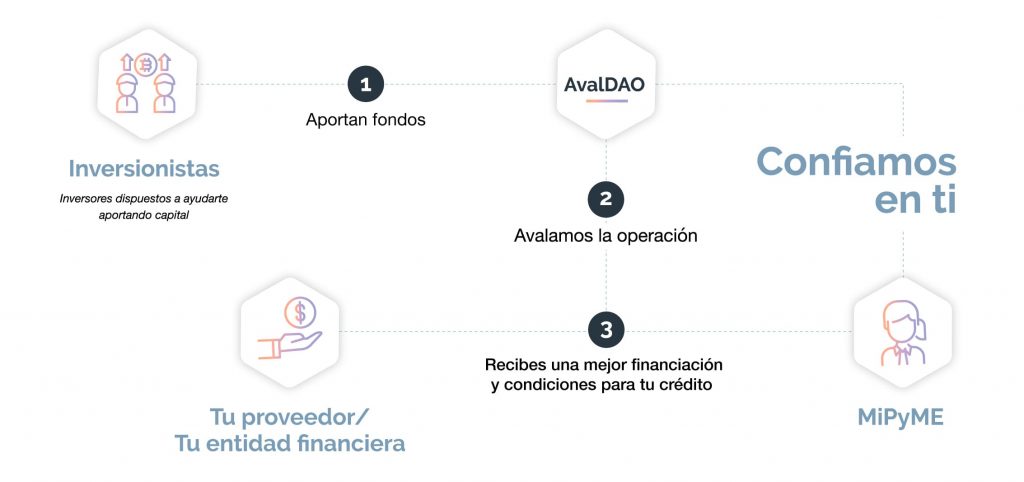 1
AvalDAO
Aportan fondos
Inversionistas
Inversores dispuestos a ayudarte
aportando capital
Confiamos
en ti
2
Avalamos la operación
3
Recibes una mejor financiación
y condiciones para tu crédito
$
Tu proveedor/
Tu entidad financiera
MiPyME